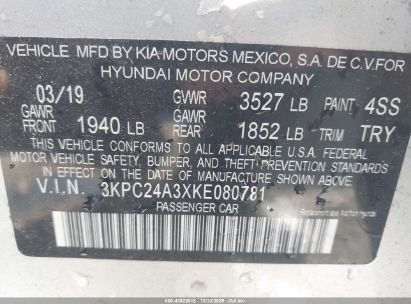 VEHICLE MFD BY KIA MOTORS MEXICO, S.A. DE C.V. FOR
HYUNDAI MOTOR COMPANY
03/19 GVWR 3527 LB PAINT 4SS
GAWR FRONT 1940 LB GAWR REAR 1852 LB TRIM TRY
THIS VEHICLE CONFORMS TO ALL APPLICABLE U.S.A. FEDERAL
MOTOR VEHICLE SAFETY, BUMPER, AND THEFT PREVENTION STANDARDS
IN EFFECT ON THE DATE OF MANUFACTURE SHOWN ABOVE.
V.I.N. 3KPC24A3XKE080781
PASSENGER CAR